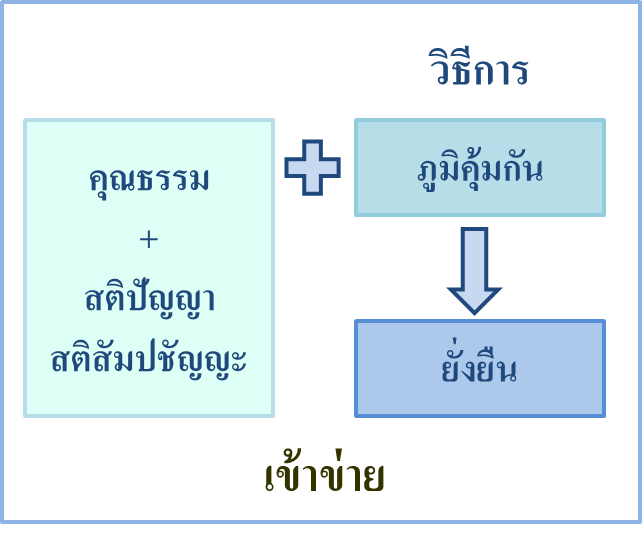 วิธีการ
คุณธรรม
+
สติปัญญา
สติสัมปชัญญะ
ภูมิคุ้มกัน
ยั่งยืน
เข้าข่าย